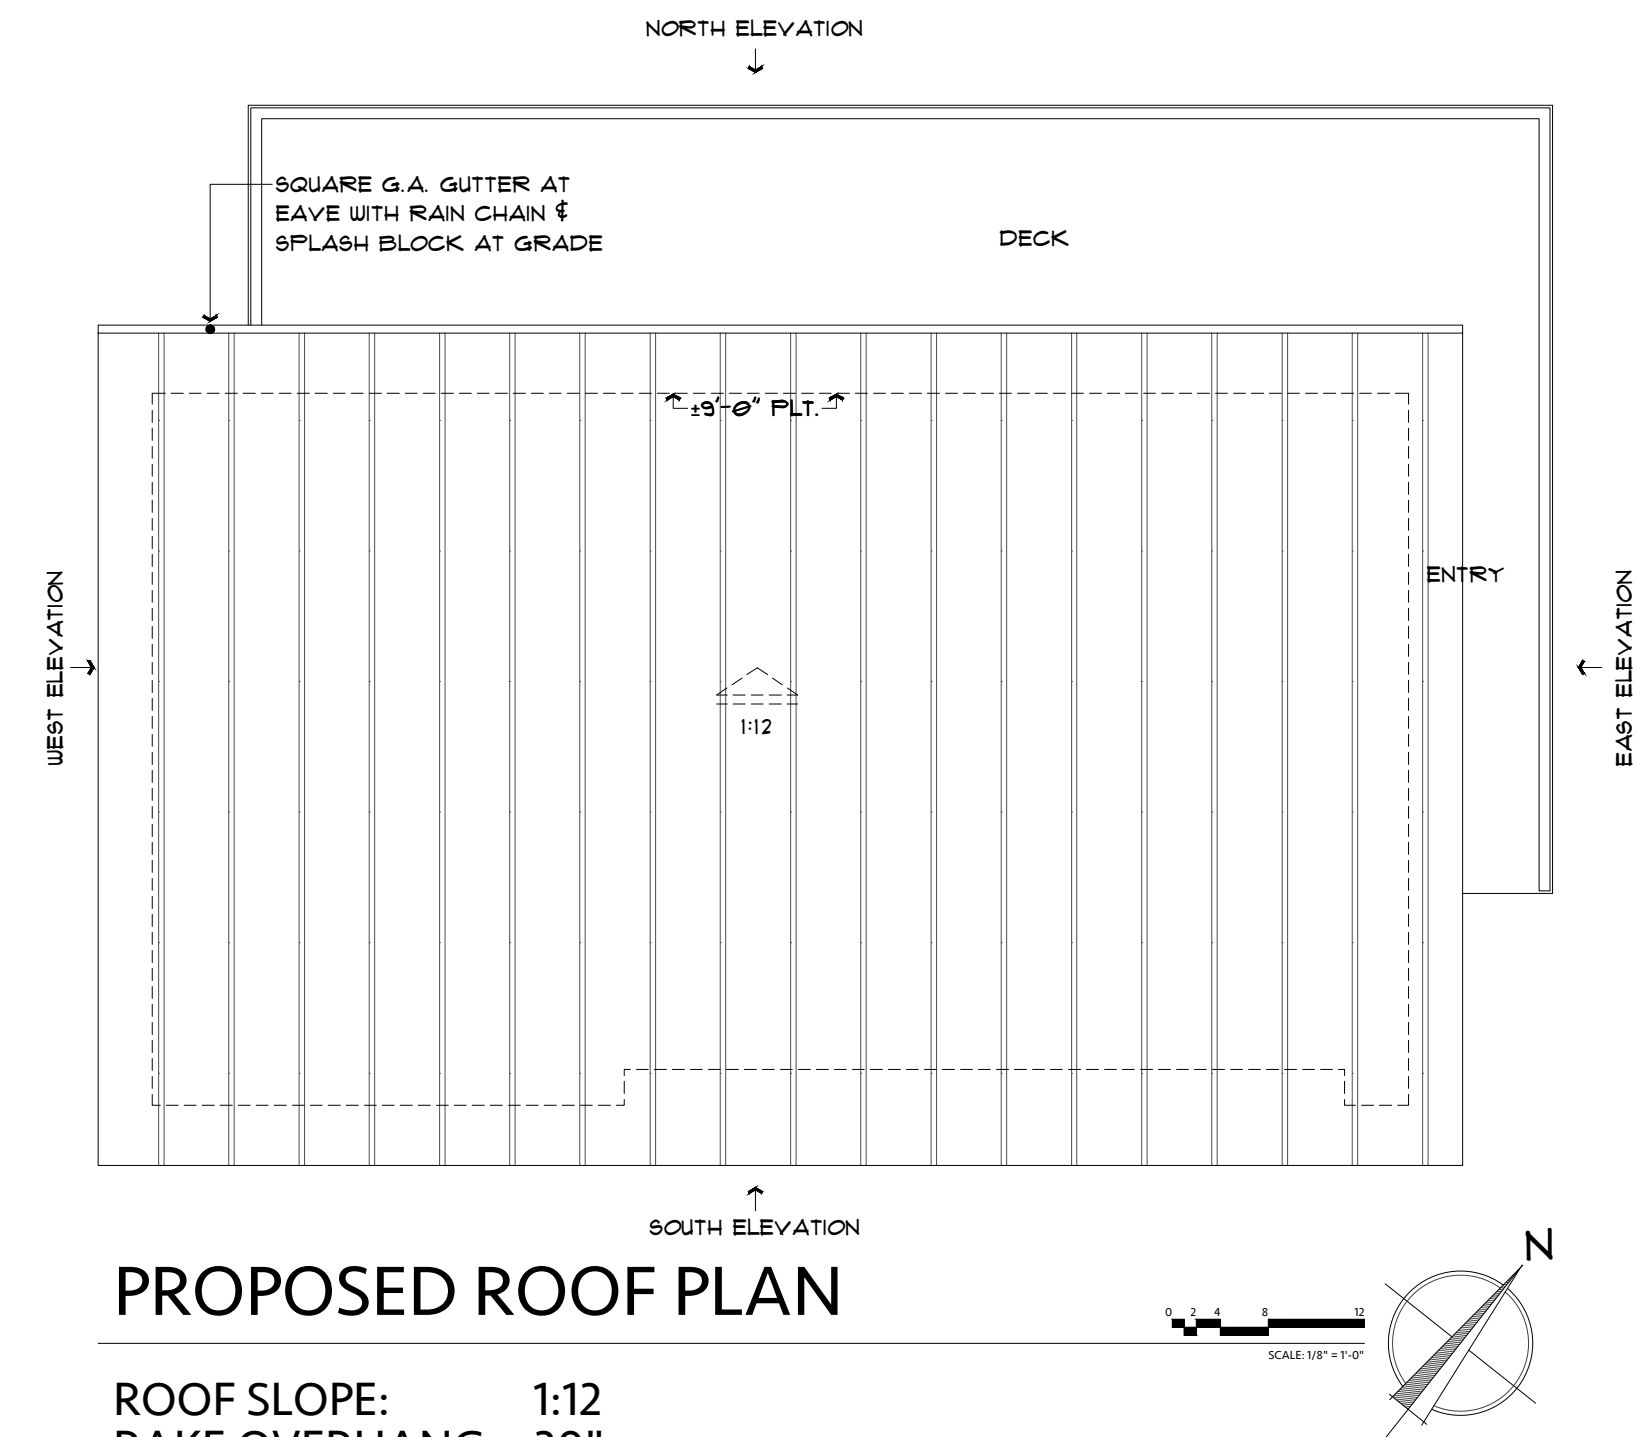 NORTH ELEVATION
SQUARE G.A. GUTTER AT
EAVE WITH RAIN CHAIN &
SPLASH BLOCK AT GRADE
DECK
±9'-0" PLT.
ENTRY
WEST ELEVATION
EAST ELEVATION
1:12
SOUTH ELEVATION
N
PROPOSED ROOF PLAN
0 2 4 8 12
SCALE: 1/8" = 1'-0"
ROOF SLOPE: 1:12
RAKE OVERHANG